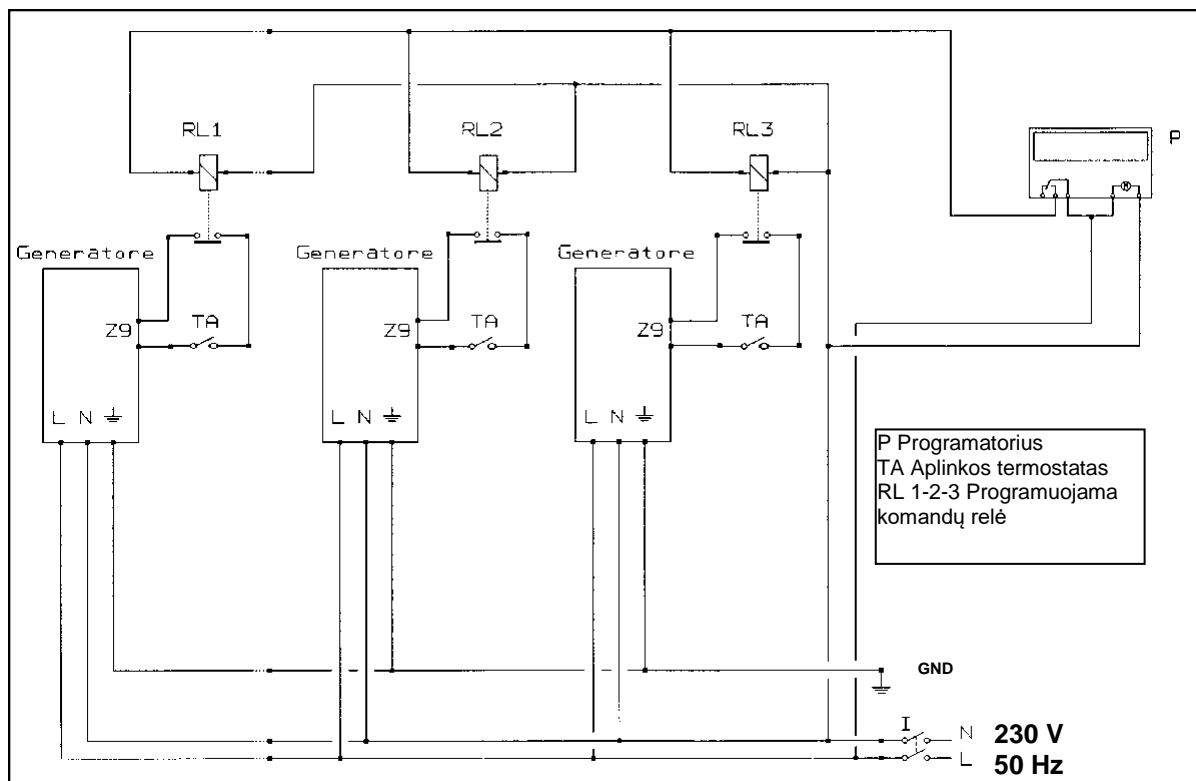 RL1 RL2 RL3 P
Generatore Generatore Generatore
Z9 TA Z9 TA Z9 TA
L N L N L N
P Programatorius
TA Aplinkos termostatas
RL 1-2-3 Programuojama
komandų relė
GND
I N 230 V
L 50 Hz